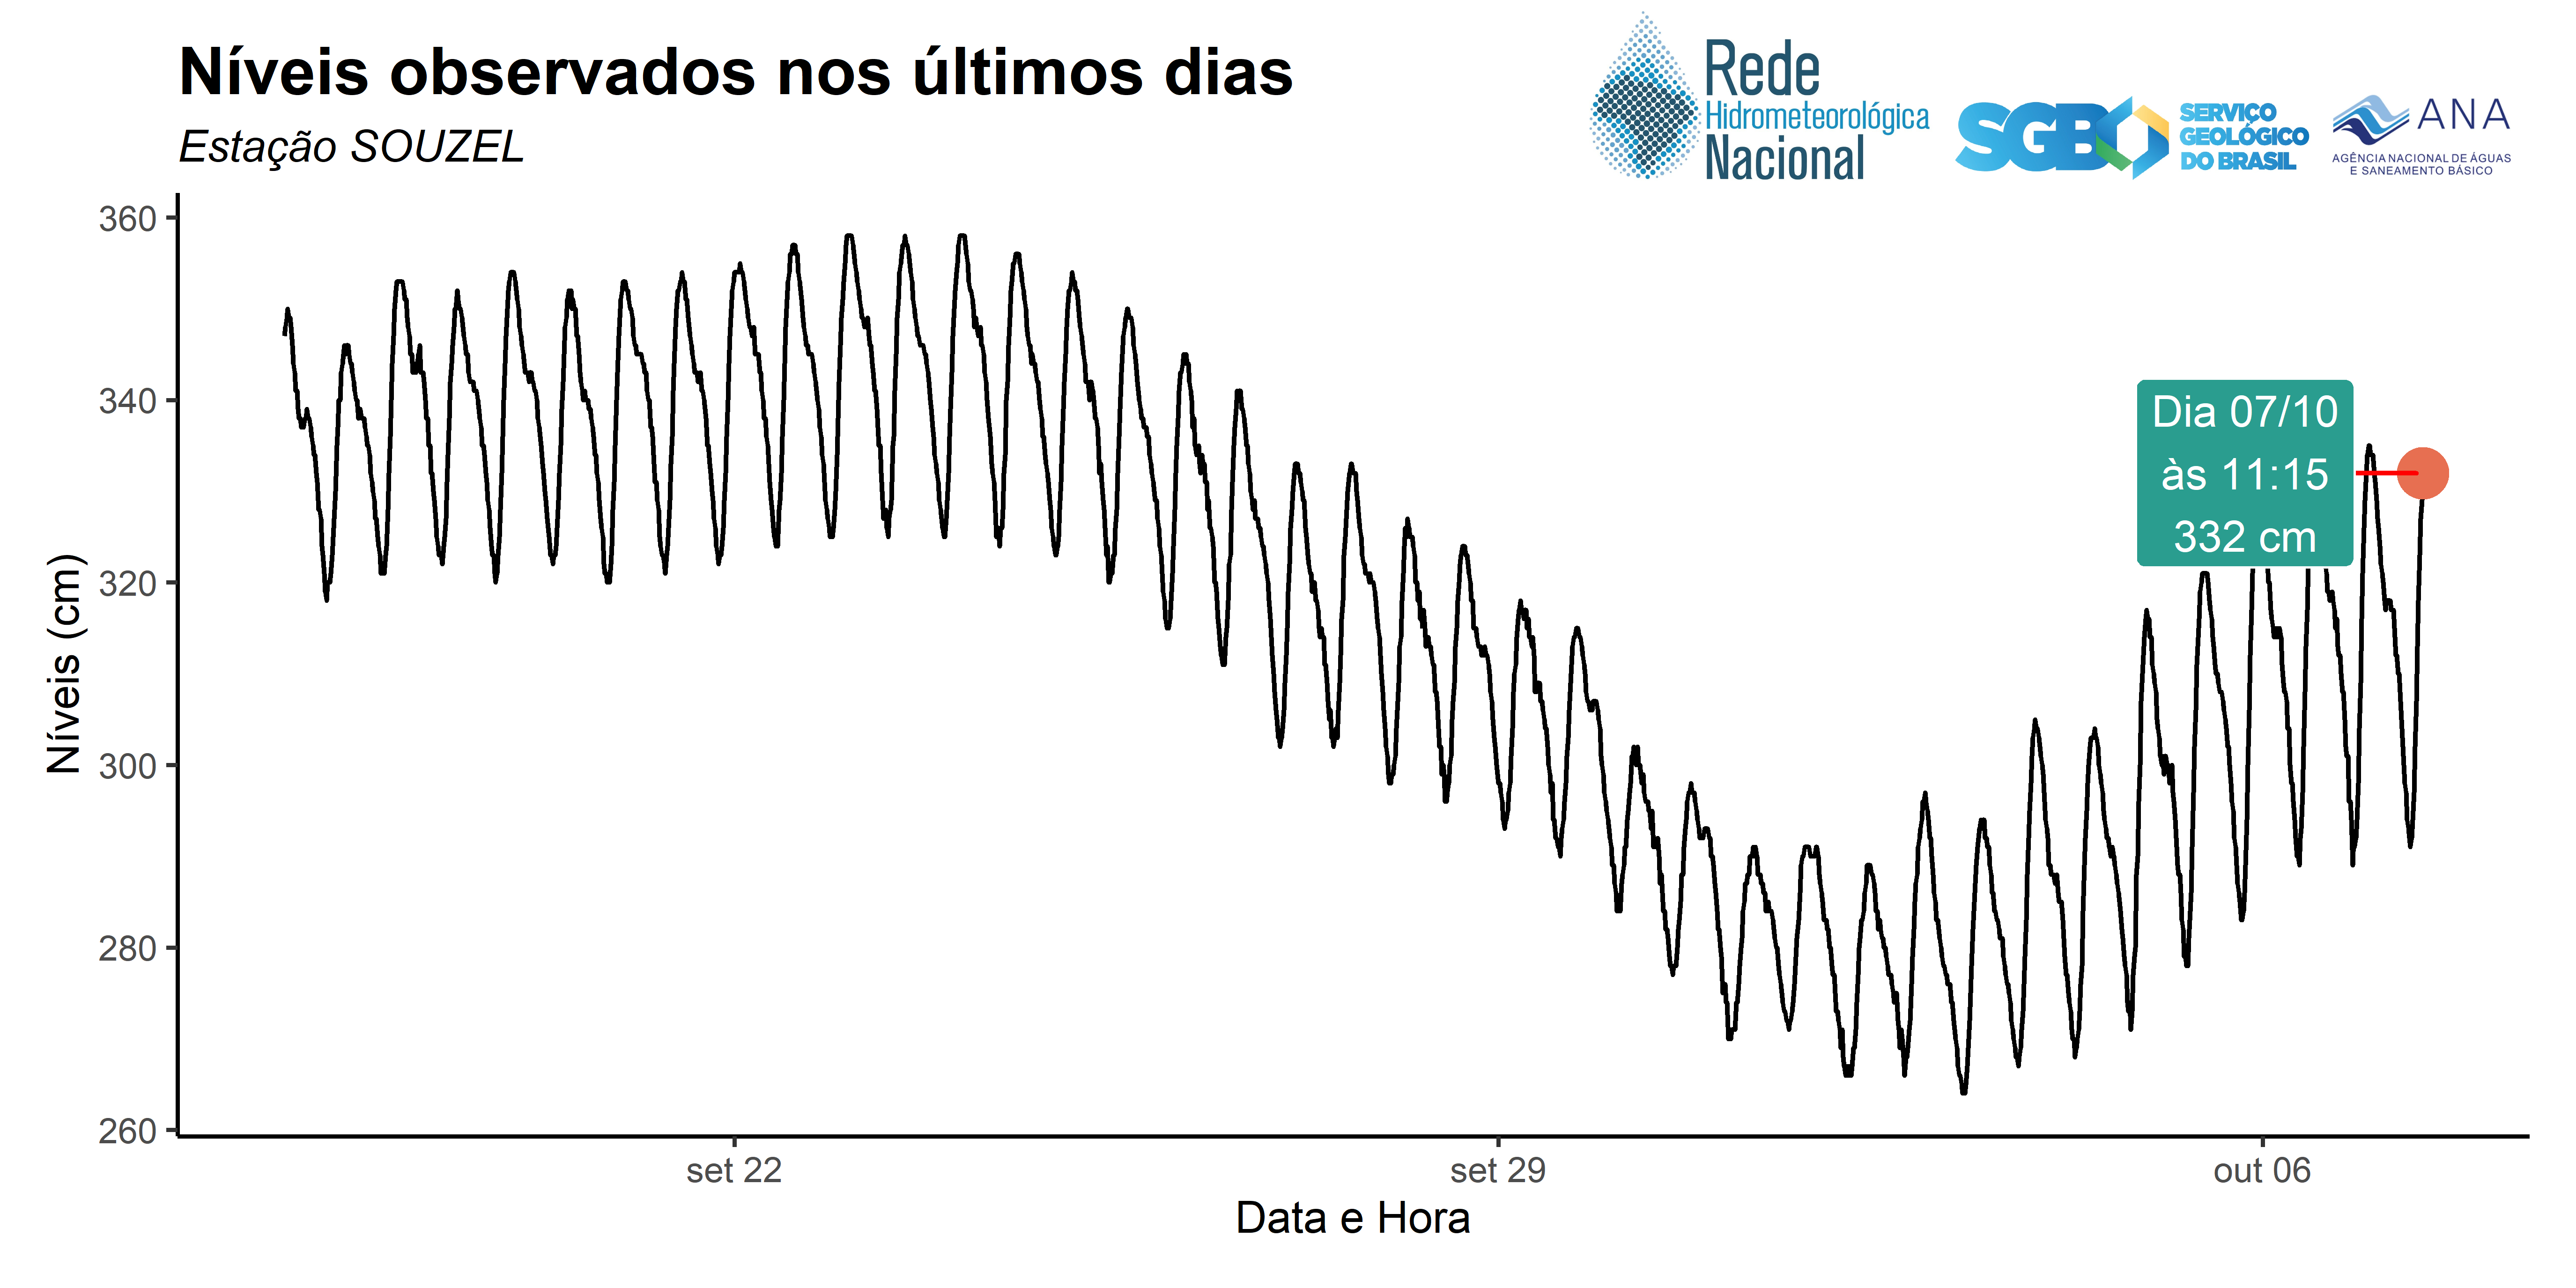 Níveis observados nos últimos dias
Estação SOUZEL
Rede
Hidrometeorológica
Nacional
SGB
SERVIÇO
GEOLÓGICO
DO BRASIL
ANA
AGÊNCIA NACIONAL DE ÁGUAS
E SANEAMENTO BÁSICO
360
340
320
300
280
260
Níveis (cm)
Dia 07/10
às 11:15
332 cm
set 22
set 29
out 06
Data e Hora